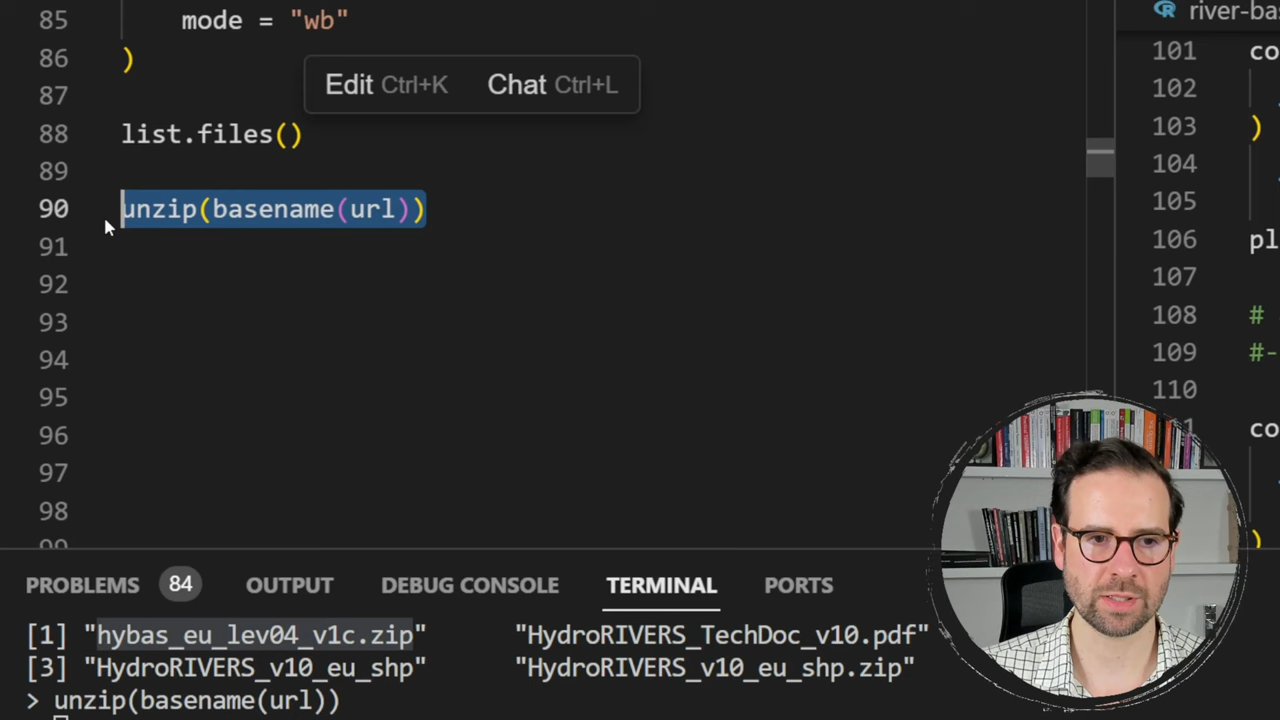 85 mode = "wb"
86 )
87
Edit Ctrl+K Chat Ctrl+L
88 list.files()
89
90 unzip(basename(url))
91
92
93
94
95
96
97
98
river-bas
101 co
102
103 )
104
105
106 pl
107
108 #
109 #-
110
co
)
PROBLEMS 84 OUTPUT DEBUG CONSOLE TERMINAL PORTS
[1] "hybas_eu_lev04_v1c.zip" "HydroRIVERS_TechDoc_v10.pdf"
[3] "HydroRIVERS_v10_eu_shp" "HydroRIVERS_v10_eu_shp.zip"
> unzip(basename(url))